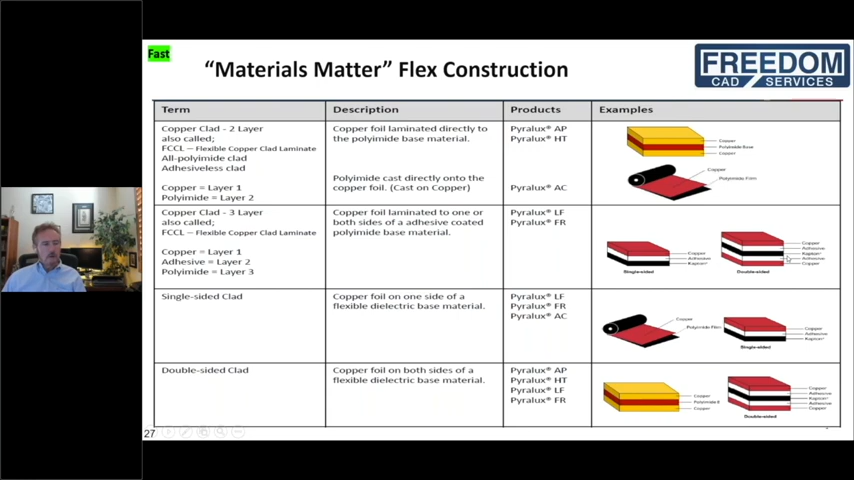 Fast
"Materials Matter" Flex Construction
FREEDOM
CAD SERVICES
Term
Description
Products
Examples
Copper Clad - 2 Layer
also called;
FCCL – Flexible Copper Clad Laminate
All-polyimide clad
Adhesiveless clad
Copper = Layer 1
Polyimide = Layer 2
Copper foil laminated directly to
the polyimide base material.
Polyimide cast directly onto the
copper foil. (Cast on Copper)
Pyralux® AP
Pyralux® HT
Pyralux® AC
Copper
Polyimide Base
Copper
Copper
Polyimide Film
Copper Clad - 3 Layer
also called;
FCCL – Flexible Copper Clad Laminate
Copper = Layer 1
Adhesive = Layer 2
Polyimide = Layer 3
Copper foil laminated to one or
both sides of a adhesive coated
polyimide base material.
Pyralux® LF
Pyralux® FR
Copper
Adhesive
Kapton®
Single-sided
Copper
Adhesive
Kapton®
Adhesive
Copper
Double-sided
Single-sided Clad
Copper foil on one side of a
flexible dielectric base material.
Pyralux® LF
Pyralux® FR
Pyralux® AC
Copper
Polyimide Film
Copper
Adhesive
Kapton®
Single-sided
Double-sided Clad
Copper foil on both sides of a
flexible dielectric base material.
Pyralux® AP
Pyralux® HT
Pyralux® LF
Pyralux® FR
Copper
Copper
Copper
Adhesive
Kapton®
Adhesive
Copper
Double-sided
27